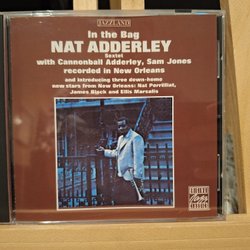 JAZZLAND
In the Bag
NAT ADDERLEY
Sextet
with Cannonball Adderley, Sam Jones
recorded in New Orleans
and introducing three down-home
new stars from New Orleans: Nat Perrilliat,
James Black and Ellis Marsalis